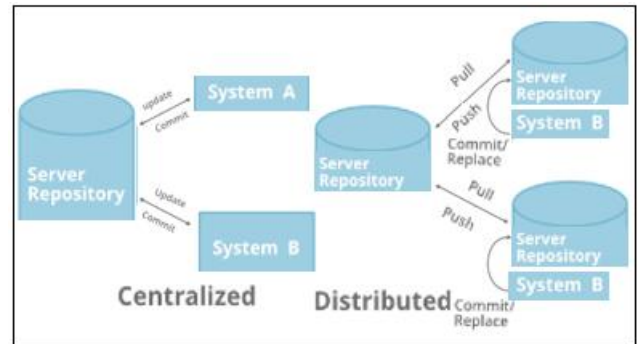 Server
Repository
update
Commit
System A
Update
Commit
System B
Centralized
Server
Repository
Pull
Push
Server
Repository
System B
Commit/
Replace
Pull
Push
Server
Repository
System B
Commit/
Replace
Distributed